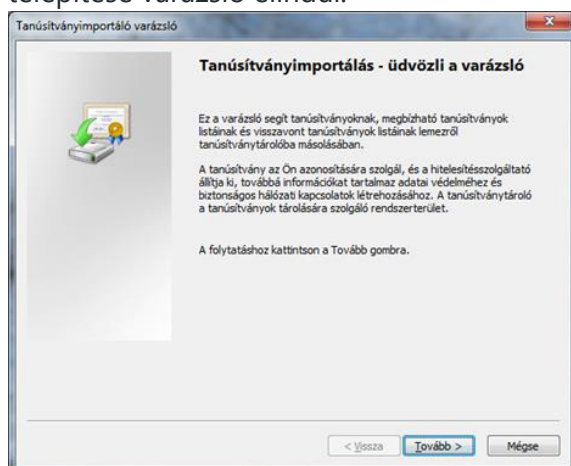 telepítése varázsló elindul.
Tanúsítványimportáló varázsló
Tanúsítványimportálás - üdvözli a varázsló
Ez a varázsló segít tanúsítványoknak, megbízható tanúsítványok
listáinak és visszavont tanúsítványok listáinak lemezről
tanúsítványtárolóba másolásában.
A tanúsítvány az Ön azonosítására szolgál, és a hitelesítésszolgáltató
állítja ki, továbbá információkat tartalmaz adatai védelméhez és
biztonságos hálózati kapcsolatok létrehozásához. A tanúsítványtároló
a tanúsítványok tárolására szolgáló rendszerterület.
A folytatáshoz kattintson a Tovább gombra.
< Vissza Tovább > Mégse